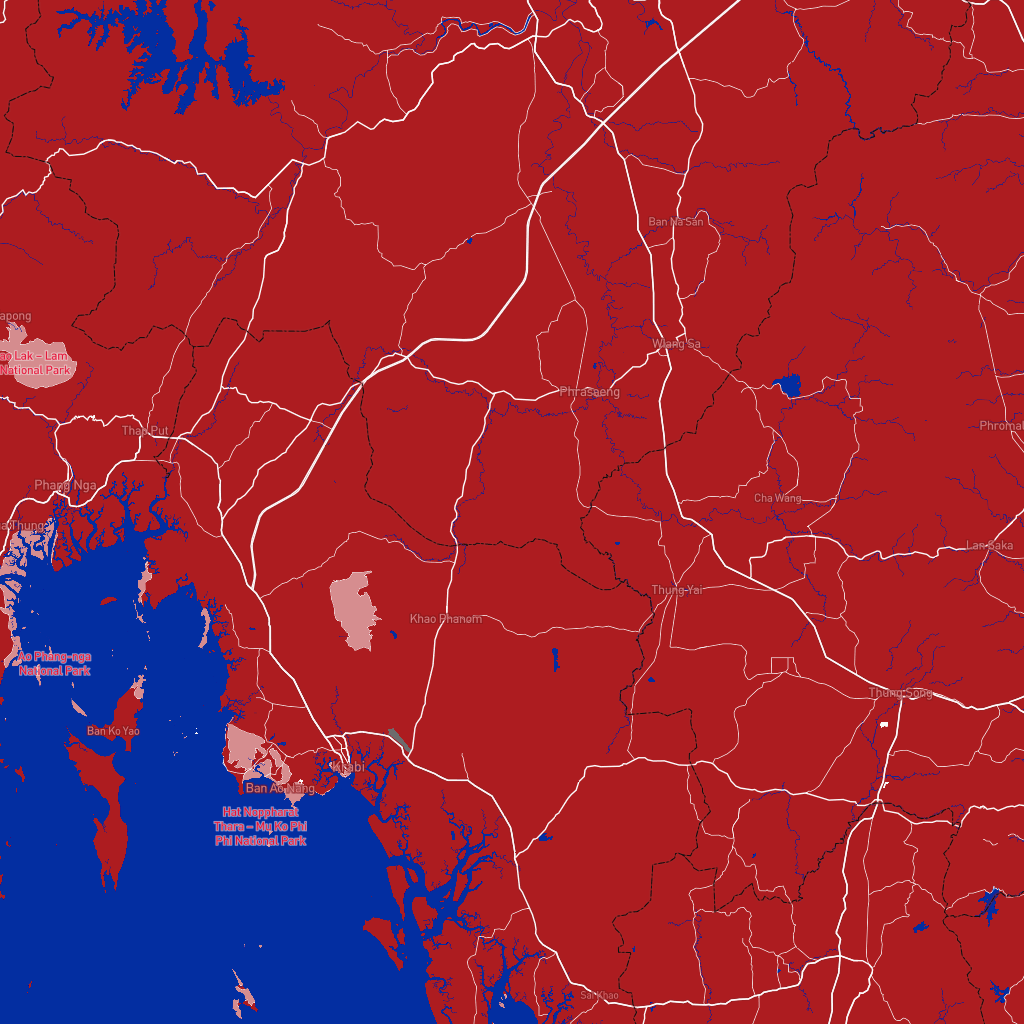 Ban Na San
apong
ao Lak - Lam
National Park
Wiang Sa
Phrasaeng
Thap Put
Phromal
Phang Nga
Cha Wang
a Thung
Lan Saka
Thung Yai
Khao Phanom
Ao Phang-nga
National Park
Thung Song
Ban Ko Yao
Krabi
Ban Ao Nang
Hat Noppharat
Thara - Mu Ko Phi
Phi National Park
Sai Khao